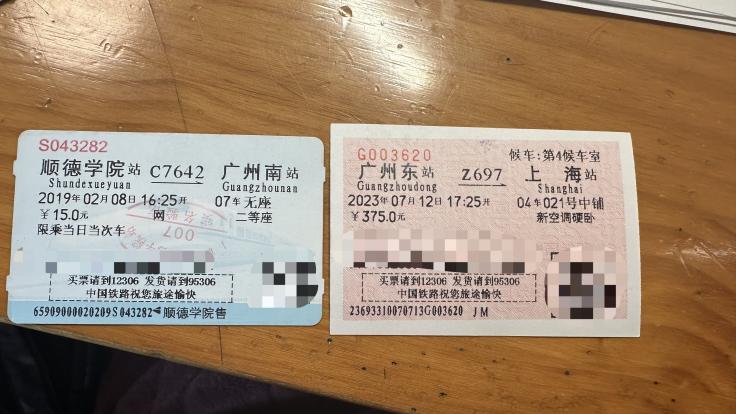 S043282
顺德学院站 C7642 广州南站
Shundexueyuan Guangzhounan
2019年02月08日16:25开 07车无座
￥15.0元 网 二等座
限乘当日当次车
买票请到12306 发货请到95306
中国铁路祝您旅途愉快
65909000020209S043282 顺德学院售
G003620 候车:第4候车室
广州东站 Z697 上海站
Guangzhoudong Shanghai
2023年07月12日17:25开 04车021号中铺
￥375.0元 新空调硬卧
买票请到12306 发货请到95306
中国铁路祝您旅途愉快
23693310070713G003620 JM